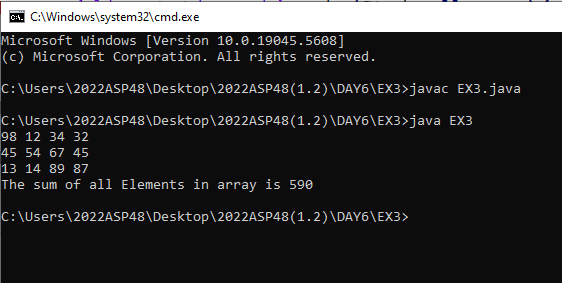 C:\Windows\system32\cmd.exe
Microsoft Windows [Version 10.0.19045.5608]
(c) Microsoft Corporation. All rights reserved.
C:\Users\2022ASP48\Desktop\2022ASP48(1.2)\DAY6\EX3>javac EX3.java
C:\Users\2022ASP48\Desktop\2022ASP48(1.2)\DAY6\EX3>java EX3
98 12 34 32
45 54 67 45
13 14 89 87
The sum of all Elements in array is 590
C:\Users\2022ASP48\Desktop\2022ASP48(1.2)\DAY6\EX3>